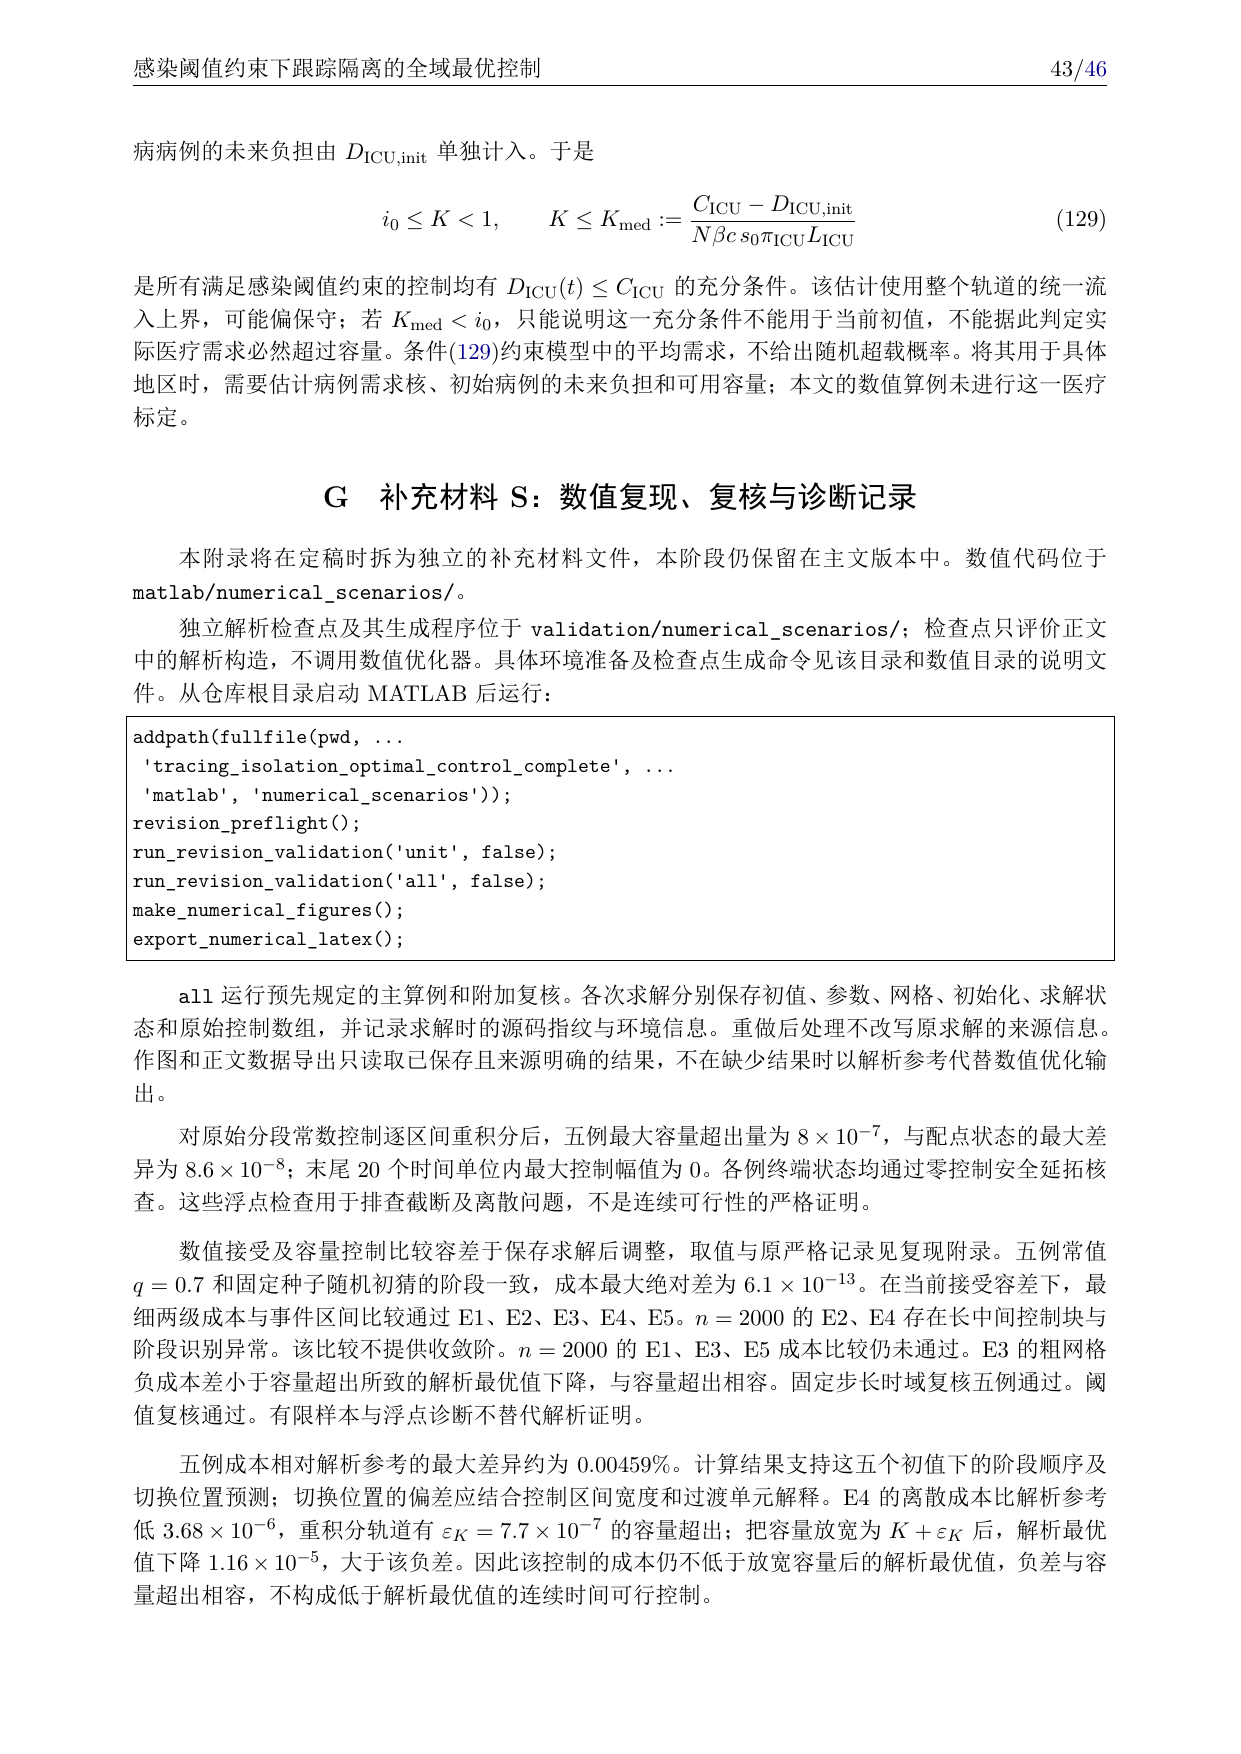 感染阈值约束下跟踪隔离的全域最优控制 43/46
病病例的未来负担由 D_ICU,init 单独计入。于是
i_0 ≤ K < 1, K ≤ K_med := (C_ICU − D_ICU,init) / (Nβc s_0 π_ICU L_ICU) (129)
是所有满足感染阈值约束的控制均有 D_ICU(t) ≤ C_ICU 的充分条件。该估计使用整个轨道的统一流
入上界，可能偏保守；若 K_med < i_0，只能说明这一充分条件不能用于当前初值，不能据此判定实
际医疗需求必然超过容量。条件(129)约束模型中的平均需求，不给出随机超载概率。将其用于具体
地区时，需要估计病例需求核、初始病例的未来负担和可用容量；本文的数值算例未进行这一医疗
标定。
G 补充材料 S：数值复现、复核与诊断记录
本附录将在定稿时拆为独立的补充材料文件，本阶段仍保留在主文版本中。数值代码位于
matlab/numerical_scenarios/。
独立解析检查点及其生成程序位于 validation/numerical_scenarios/；检查点只评价正文
中的解析构造，不调用数值优化器。具体环境准备及检查点生成命令见该目录和数值目录的说明文
件。从仓库根目录启动 MATLAB 后运行：
addpath(fullfile(pwd, ...
'tracing_isolation_optimal_control_complete', ...
'matlab', 'numerical_scenarios'));
revision_preflight();
run_revision_validation('unit', false);
run_revision_validation('all', false);
make_numerical_figures();
export_numerical_latex();
all 运行预先规定的主算例和附加复核。各次求解分别保存初值、参数、网格、初始化、求解状
态和原始控制数组，并记录求解时的源码指纹与环境信息。重做后处理不改写原求解的来源信息。
作图和正文数据导出只读取已保存且来源明确的结果，不在缺少结果时以解析参考代替数值优化输
出。
对原始分段常数控制逐区间重积分后，五例最大容量超出量为 8 × 10⁻⁷，与配点状态的最大差
异为 8.6 × 10⁻⁸；末尾 20 个时间单位内最大控制幅值为 0。各例终端状态均通过零控制安全延拓核
查。这些浮点检查用于排查截断及离散问题，不是连续可行性的严格证明。
数值接受及容量控制比较容差于保存求解后调整，取值与原严格记录见复现附录。五例常值
q = 0.7 和固定种子随机初猜的阶段一致，成本最大绝对差为 6.1 × 10⁻¹³。在当前接受容差下，最
细两级成本与事件区间比较通过 E1、E2、E3、E4、E5。n = 2000 的 E2、E4 存在长中间控制块与
阶段识别异常。该比较不提供收敛阶。n = 2000 的 E1、E3、E5 成本比较仍未通过。E3 的粗网格
负成本差小于容量超出所致的解析最优值下降，与容量超出相容。固定步长时域复核五例通过。阈
值复核通过。有限样本与浮点诊断不替代解析证明。
五例成本相对解析参考的最大差异约为 0.00459%。计算结果支持这五个初值下的阶段顺序及
切换位置预测；切换位置的偏差应结合控制区间宽度和过渡单元解释。E4 的离散成本比解析参考
低 3.68 × 10⁻⁶，重积分轨道有 ε_K = 7.7 × 10⁻⁷ 的容量超出；把容量放宽为 K + ε_K 后，解析最优
值下降 1.16 × 10⁻⁵，大于该负差。因此该控制的成本仍不低于放宽容量后的解析最优值，负差与容
量超出相容，不构成低于解析最优值的连续时间可行控制。